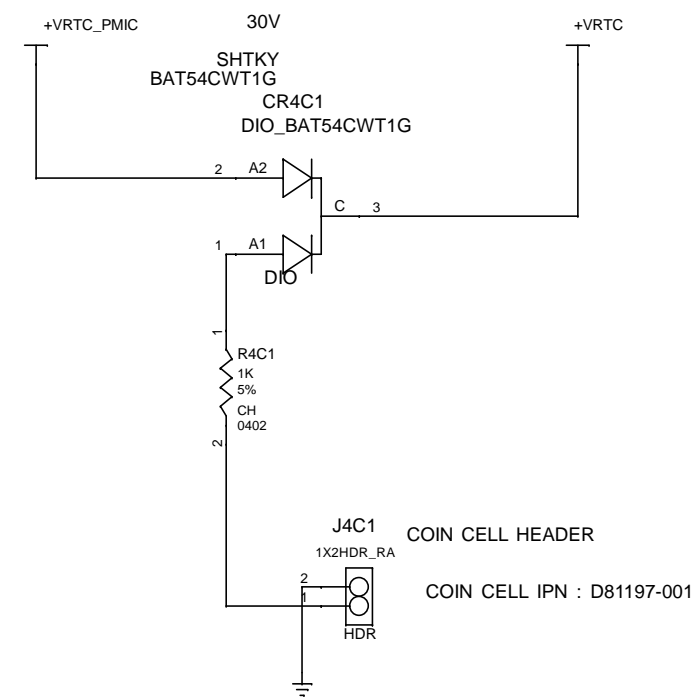 +VRTC_PMIC
30V
+VRTC
SHTKY
BAT54CWT1G
CR4C1
DIO_BAT54CWT1G
2
A2
C
3
1
A1
DIO
1
R4C1
1K
5%
CH
0402
2
J4C1
COIN CELL HEADER
1X2HDR_RA
2
1
COIN CELL IPN : D81197-001
HDR